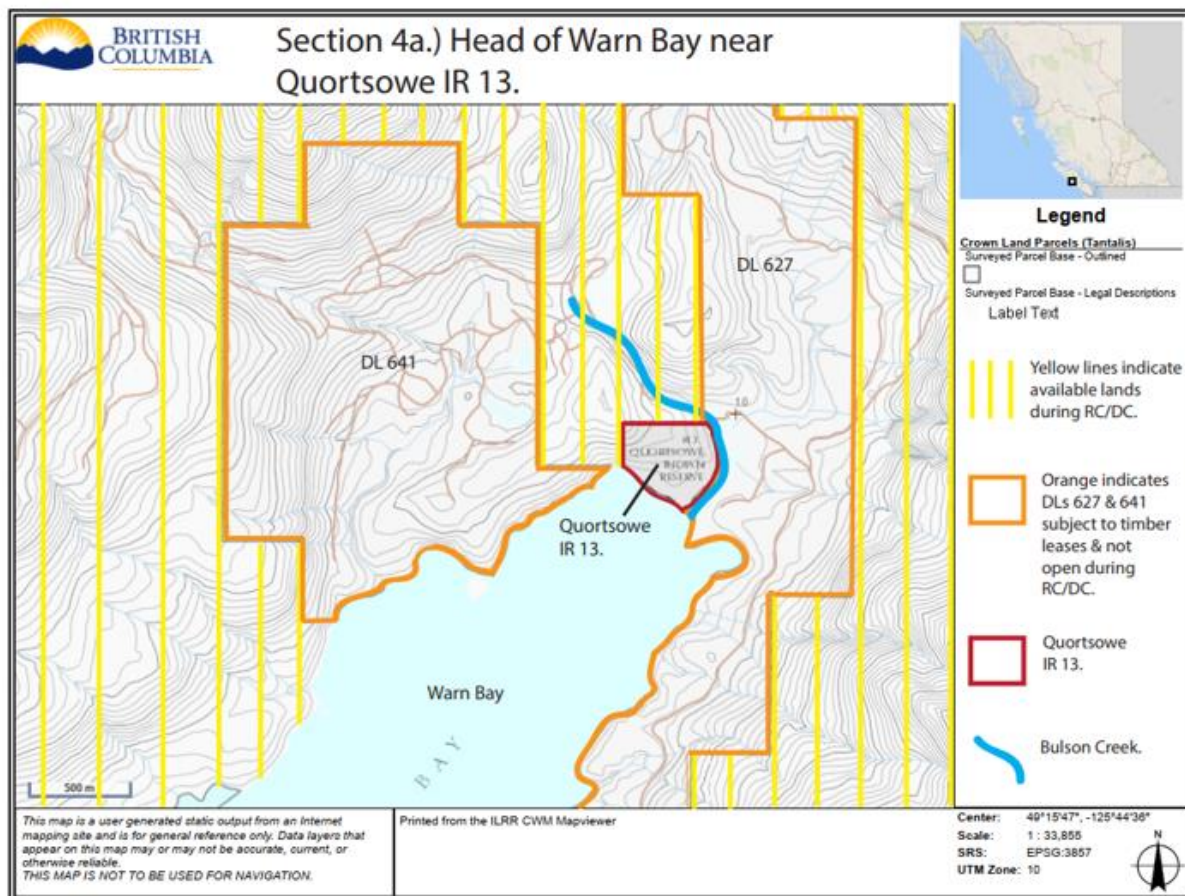 BRITISH
COLUMBIA
Section 4a.) Head of Warn Bay near
Quortsowe IR 13.
DL 627
DL 641
10
QUORTSOWE
INDIAN
RESERVE
Quortsowe
IR 13.
Warn Bay
BAY
500 m
Legend
Crown Land Parcels (Tantalis)
Surveyed Parcel Base - Outlined
Surveyed Parcel Base - Legal Descriptions
Label Text
Yellow lines indicate
available lands
during RC/DC.
Orange indicates
DLs 627 & 641
subject to timber
leases & not
open during
RC/DC.
Quortsowe
IR 13.
Bulson Creek.
This map is a user generated static output from an Internet
mapping site and is for general reference only. Data layers that
appear on this map may or may not be accurate, current, or
otherwise reliable.
THIS MAP IS NOT TO BE USED FOR NAVIGATION.
Printed from the ILRR CWM Mapviewer
Center: 49°15'47", -125°44'36"
Scale: 1 : 33,855
SRS: EPSG:3857
UTM Zone: 10
N